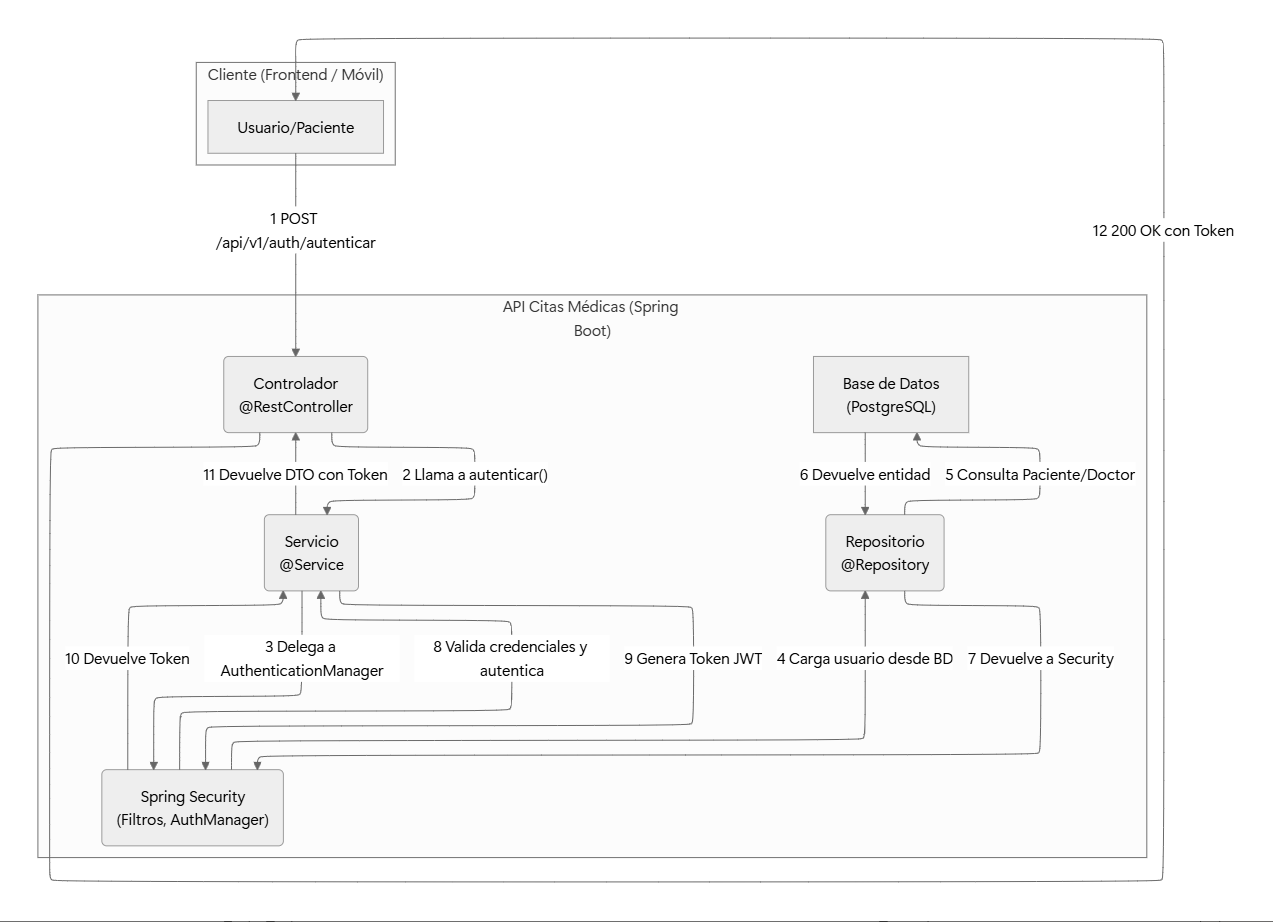 Cliente (Frontend / Móvil)
Usuario/Paciente
1 POST
/api/v1/auth/autenticar
12 200 OK con Token
API Citas Médicas (Spring
Boot)
Controlador
@RestController
Base de Datos
(PostgreSQL)
11 Devuelve DTO con Token
2 Llama a autenticar()
6 Devuelve entidad
5 Consulta Paciente/Doctor
Servicio
@Service
Repositorio
@Repository
10 Devuelve Token
3 Delega a
AuthenticationManager
8 Valida credenciales y
autentica
9 Genera Token JWT
4 Carga usuario desde BD
7 Devuelve a Security
Spring Security
(Filtros, AuthManager)